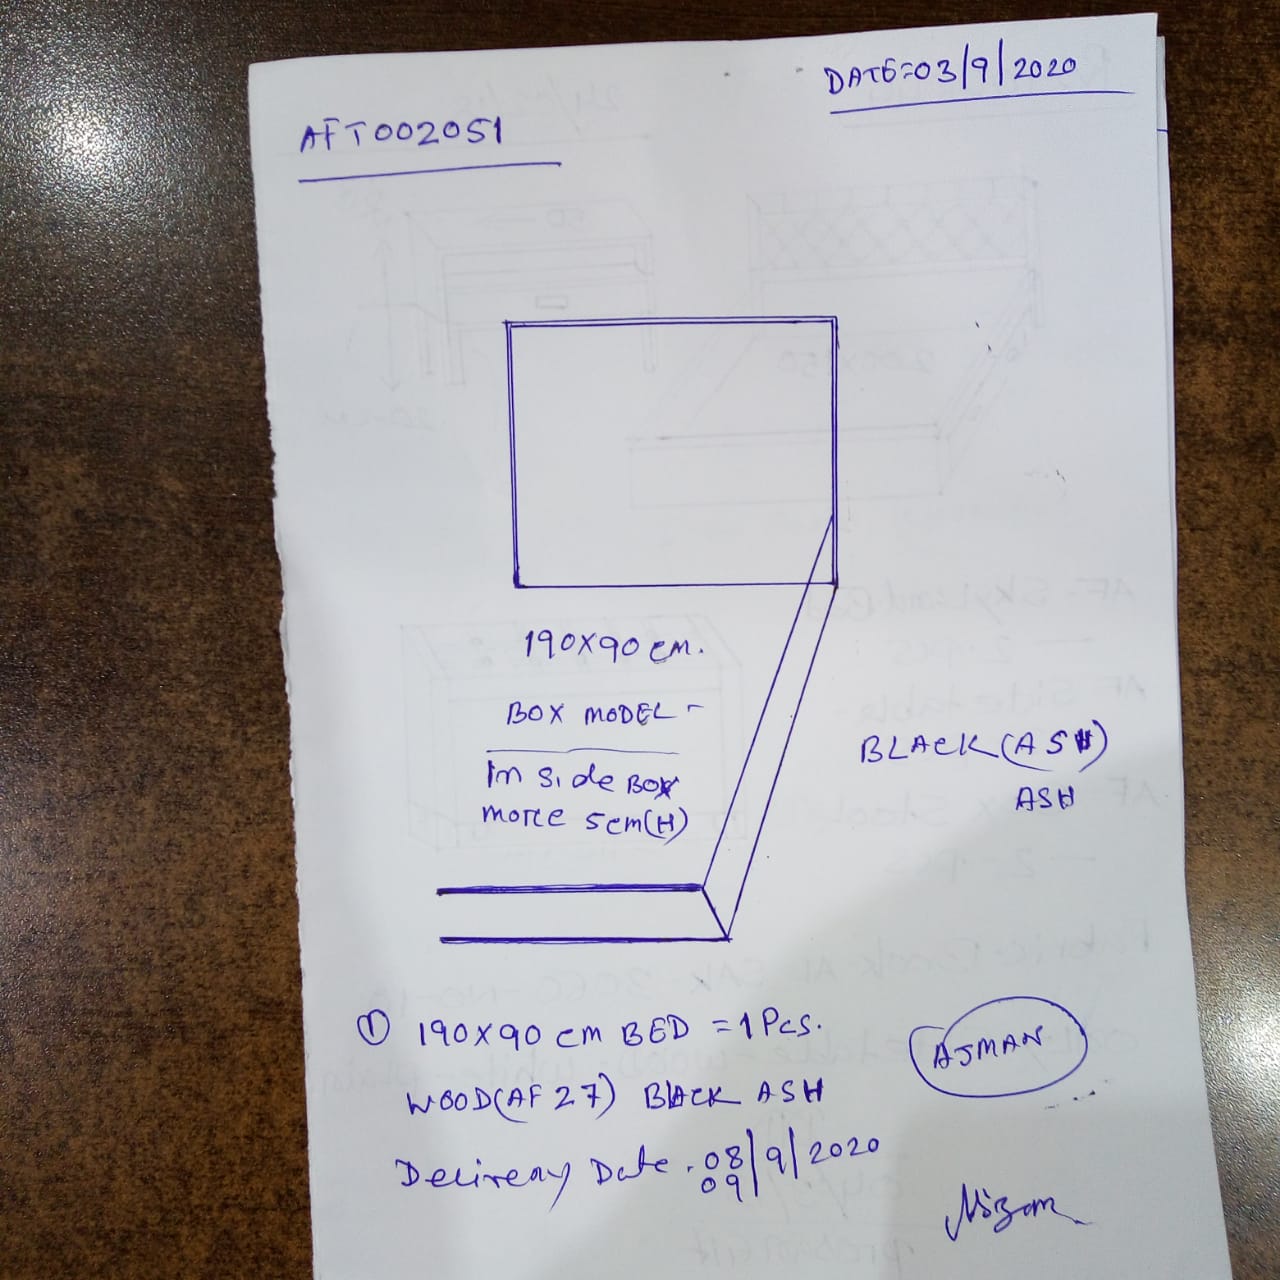 DATE=03/9/2020
AFT002051
190X90 cm.
BOX MODEL -
In side BOX
more 5cm(H)
BLACK (ASH)
ASH
① 190X90 cm BED = 1 Pcs.
WOOD(AF 27) BLACK ASH
AJMAN
Delivery Date. 08/9/2020
09
Nizam